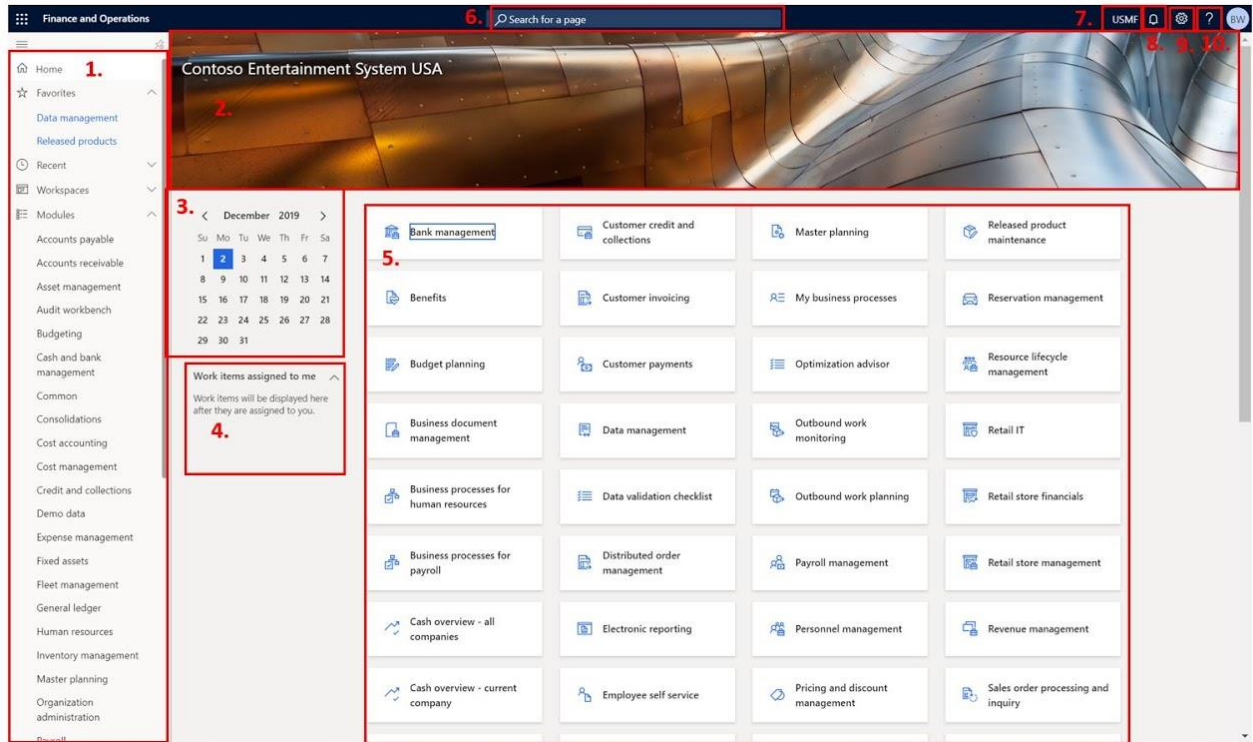 Finance and Operations
6.
Search for a page
7.
USMF
?
BW
8.
9.
10.
1.
Home
Favorites
Data management
Released products
Recent
Workspaces
Modules
Accounts payable
Accounts receivable
Asset management
Audit workbench
Budgeting
Cash and bank
management
Common
Consolidations
Cost accounting
Cost management
Credit and collections
Demo data
Expense management
Fixed assets
Fleet management
General ledger
Human resources
Inventory management
Master planning
Organization
administration
Payroll
Contoso Entertainment System USA
2.
3.
December 2019
Su Mo Tu We Th Fr Sa
1 2 3 4 5 6 7
8 9 10 11 12 13 14
15 16 17 18 19 20 21
22 23 24 25 26 27 28
29 30 31
Work items assigned to me
Work items will be displayed here
after they are assigned to you.
4.
5.
Bank management
Customer credit and
collections
Master planning
Released product
maintenance
Benefits
Customer invoicing
My business processes
Reservation management
Budget planning
Customer payments
Optimization advisor
Resource lifecycle
management
Business document
management
Data management
Outbound work
monitoring
Retail IT
Business processes for
human resources
Data validation checklist
Outbound work planning
Retail store financials
Business processes for
payroll
Distributed order
management
Payroll management
Retail store management
Cash overview - all
companies
Electronic reporting
Personnel management
Revenue management
Cash overview - current
company
Employee self service
Pricing and discount
management
Sales order processing and
inquiry